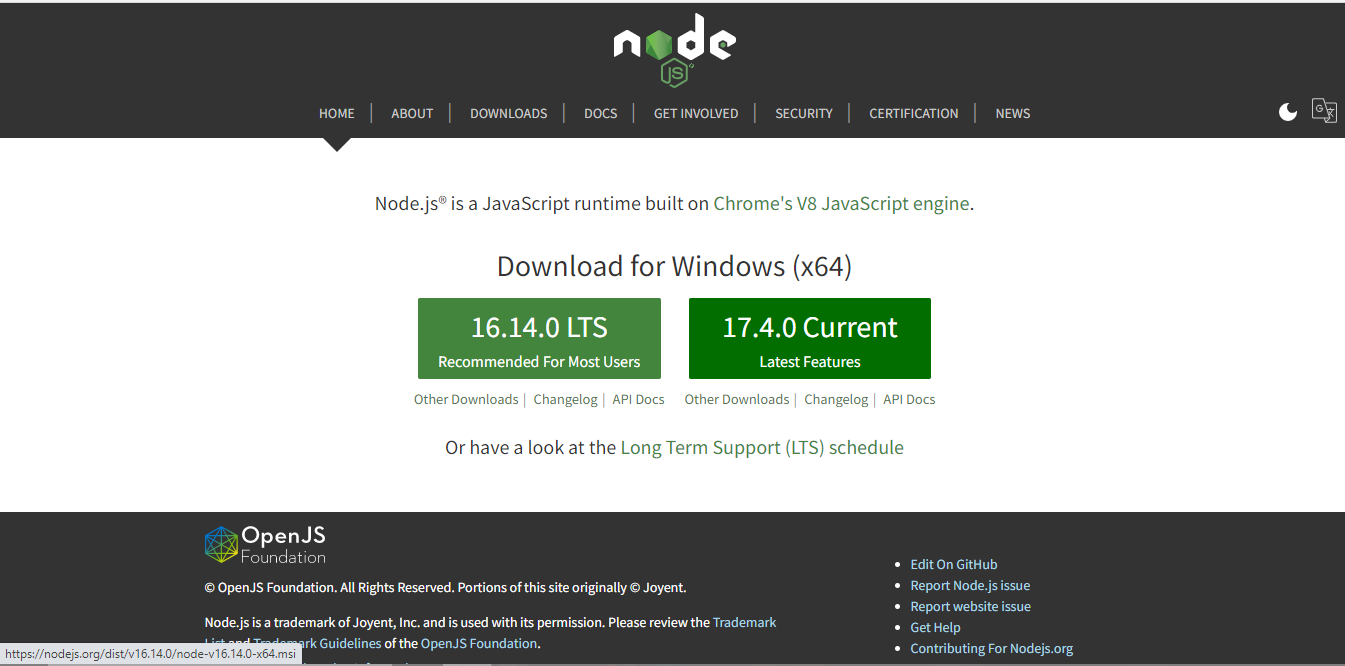 node
JS
HOME | ABOUT | DOWNLOADS | DOCS | GET INVOLVED | SECURITY | CERTIFICATION | NEWS
Node.js® is a JavaScript runtime built on Chrome's V8 JavaScript engine.
Download for Windows (x64)
16.14.0 LTS
Recommended For Most Users
Other Downloads | Changelog | API Docs
17.4.0 Current
Latest Features
Other Downloads | Changelog | API Docs
Or have a look at the Long Term Support (LTS) schedule
OpenJS
Foundation
© OpenJS Foundation. All Rights Reserved. Portions of this site originally © Joyent.
Node.js is a trademark of Joyent, Inc. and is used with its permission. Please review the Trademark
List and Trademark Guidelines of the OpenJS Foundation.
Edit On GitHub
Report Node.js issue
Report website issue
Get Help
Contributing For Nodejs.org
https://nodejs.org/dist/v16.14.0/node-v16.14.0-x64.msi